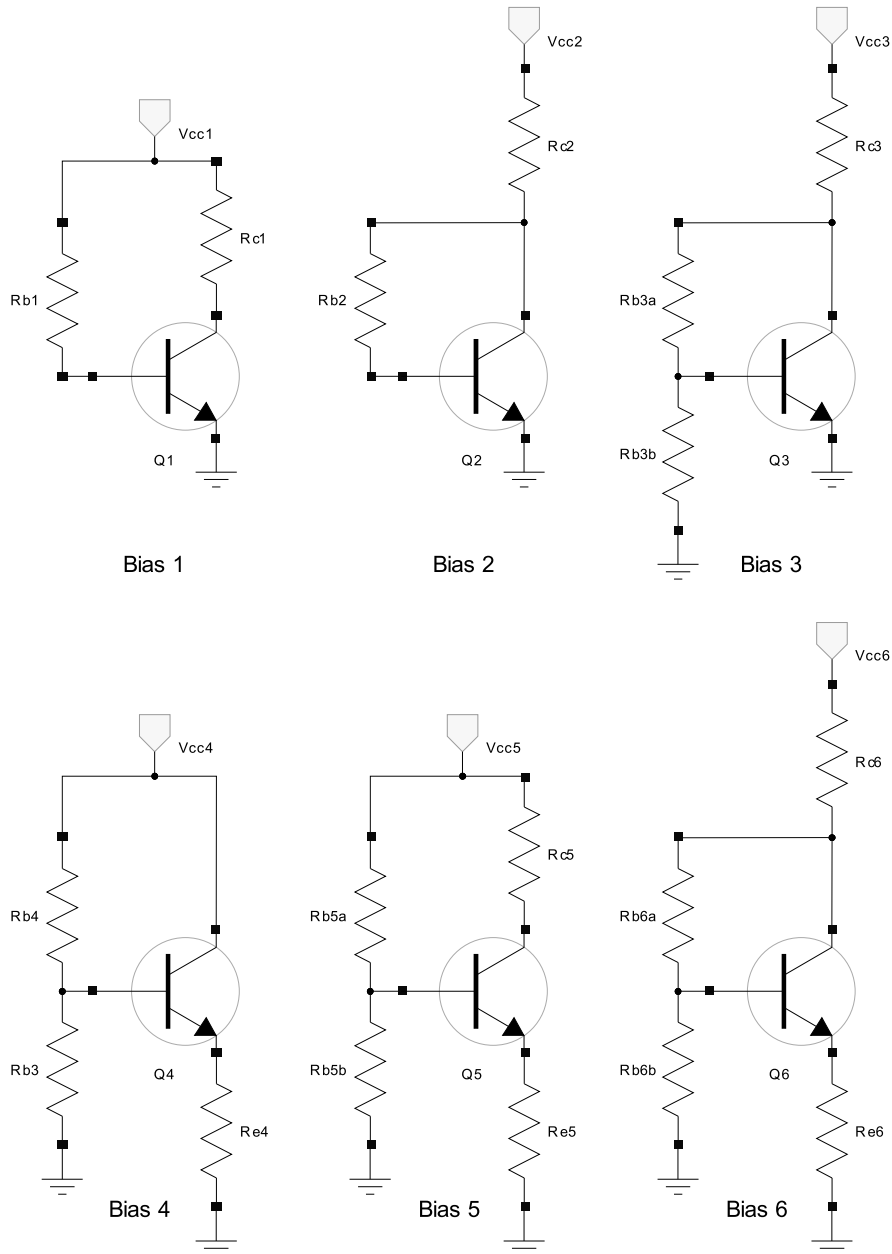 Vcc2
Vcc3
Vcc1
Rc2
Rc3
Rc1
Rb1
Rb2
Rb3a
Rb3b
Q1
Q2
Q3
Bias 1
Bias 2
Bias 3
Vcc6
Vcc4
Vcc5
Rc6
Rc5
Rb4
Rb5a
Rb6a
Rb3
Q4
Rb5b
Q5
Rb6b
Q6
Re4
Re5
Re6
Bias 4
Bias 5
Bias 6